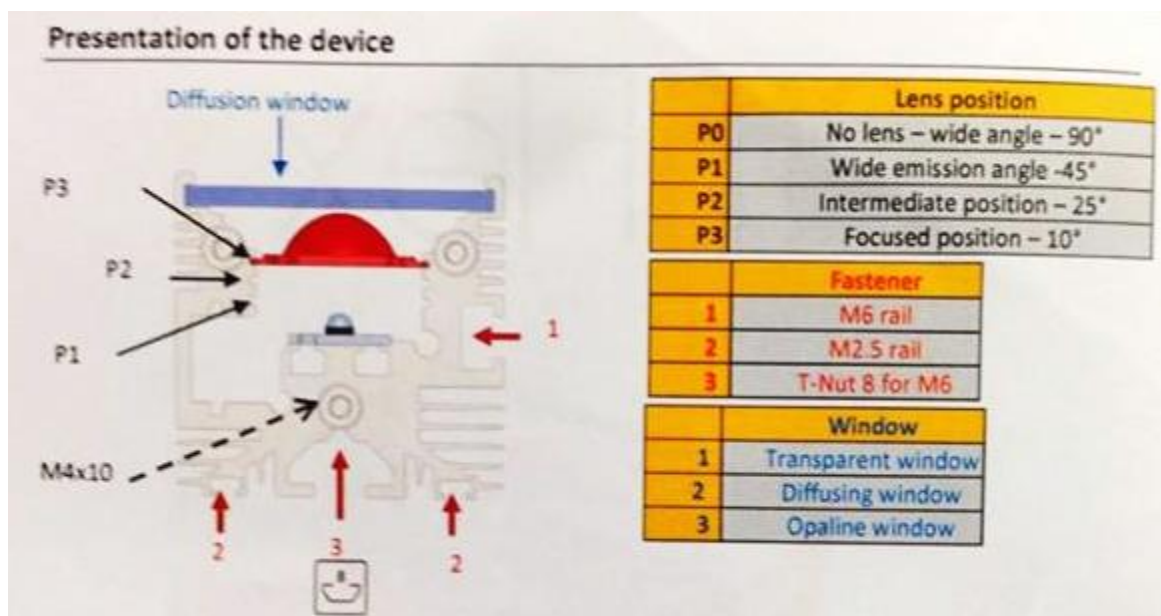 Presentation of the device
Diffusion window
P3
P2
P1
M4x10
1
2
3
2
8
Lens position
P0 No lens – wide angle – 90°
P1 Wide emission angle -45°
P2 Intermediate position – 25°
P3 Focused position – 10°
Fastener
1 M6 rail
2 M2.5 rail
3 T-Nut 8 for M6
Window
1 Transparent window
2 Diffusing window
3 Opaline window